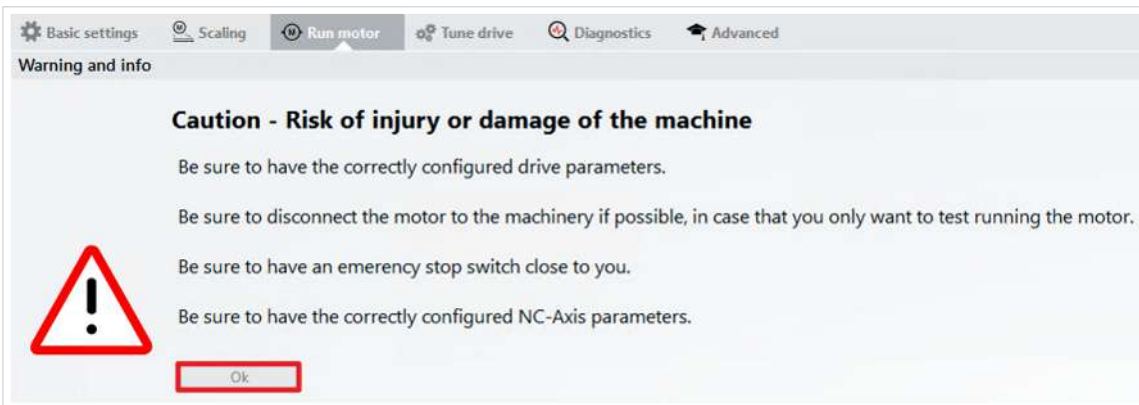 Basic settings Scaling Run motor Tune drive Diagnostics Advanced
Warning and info
Caution - Risk of injury or damage of the machine
Be sure to have the correctly configured drive parameters.
Be sure to disconnect the motor to the machinery if possible, in case that you only want to test running the motor.
Be sure to have an emerency stop switch close to you.
Be sure to have the correctly configured NC-Axis parameters.
Ok